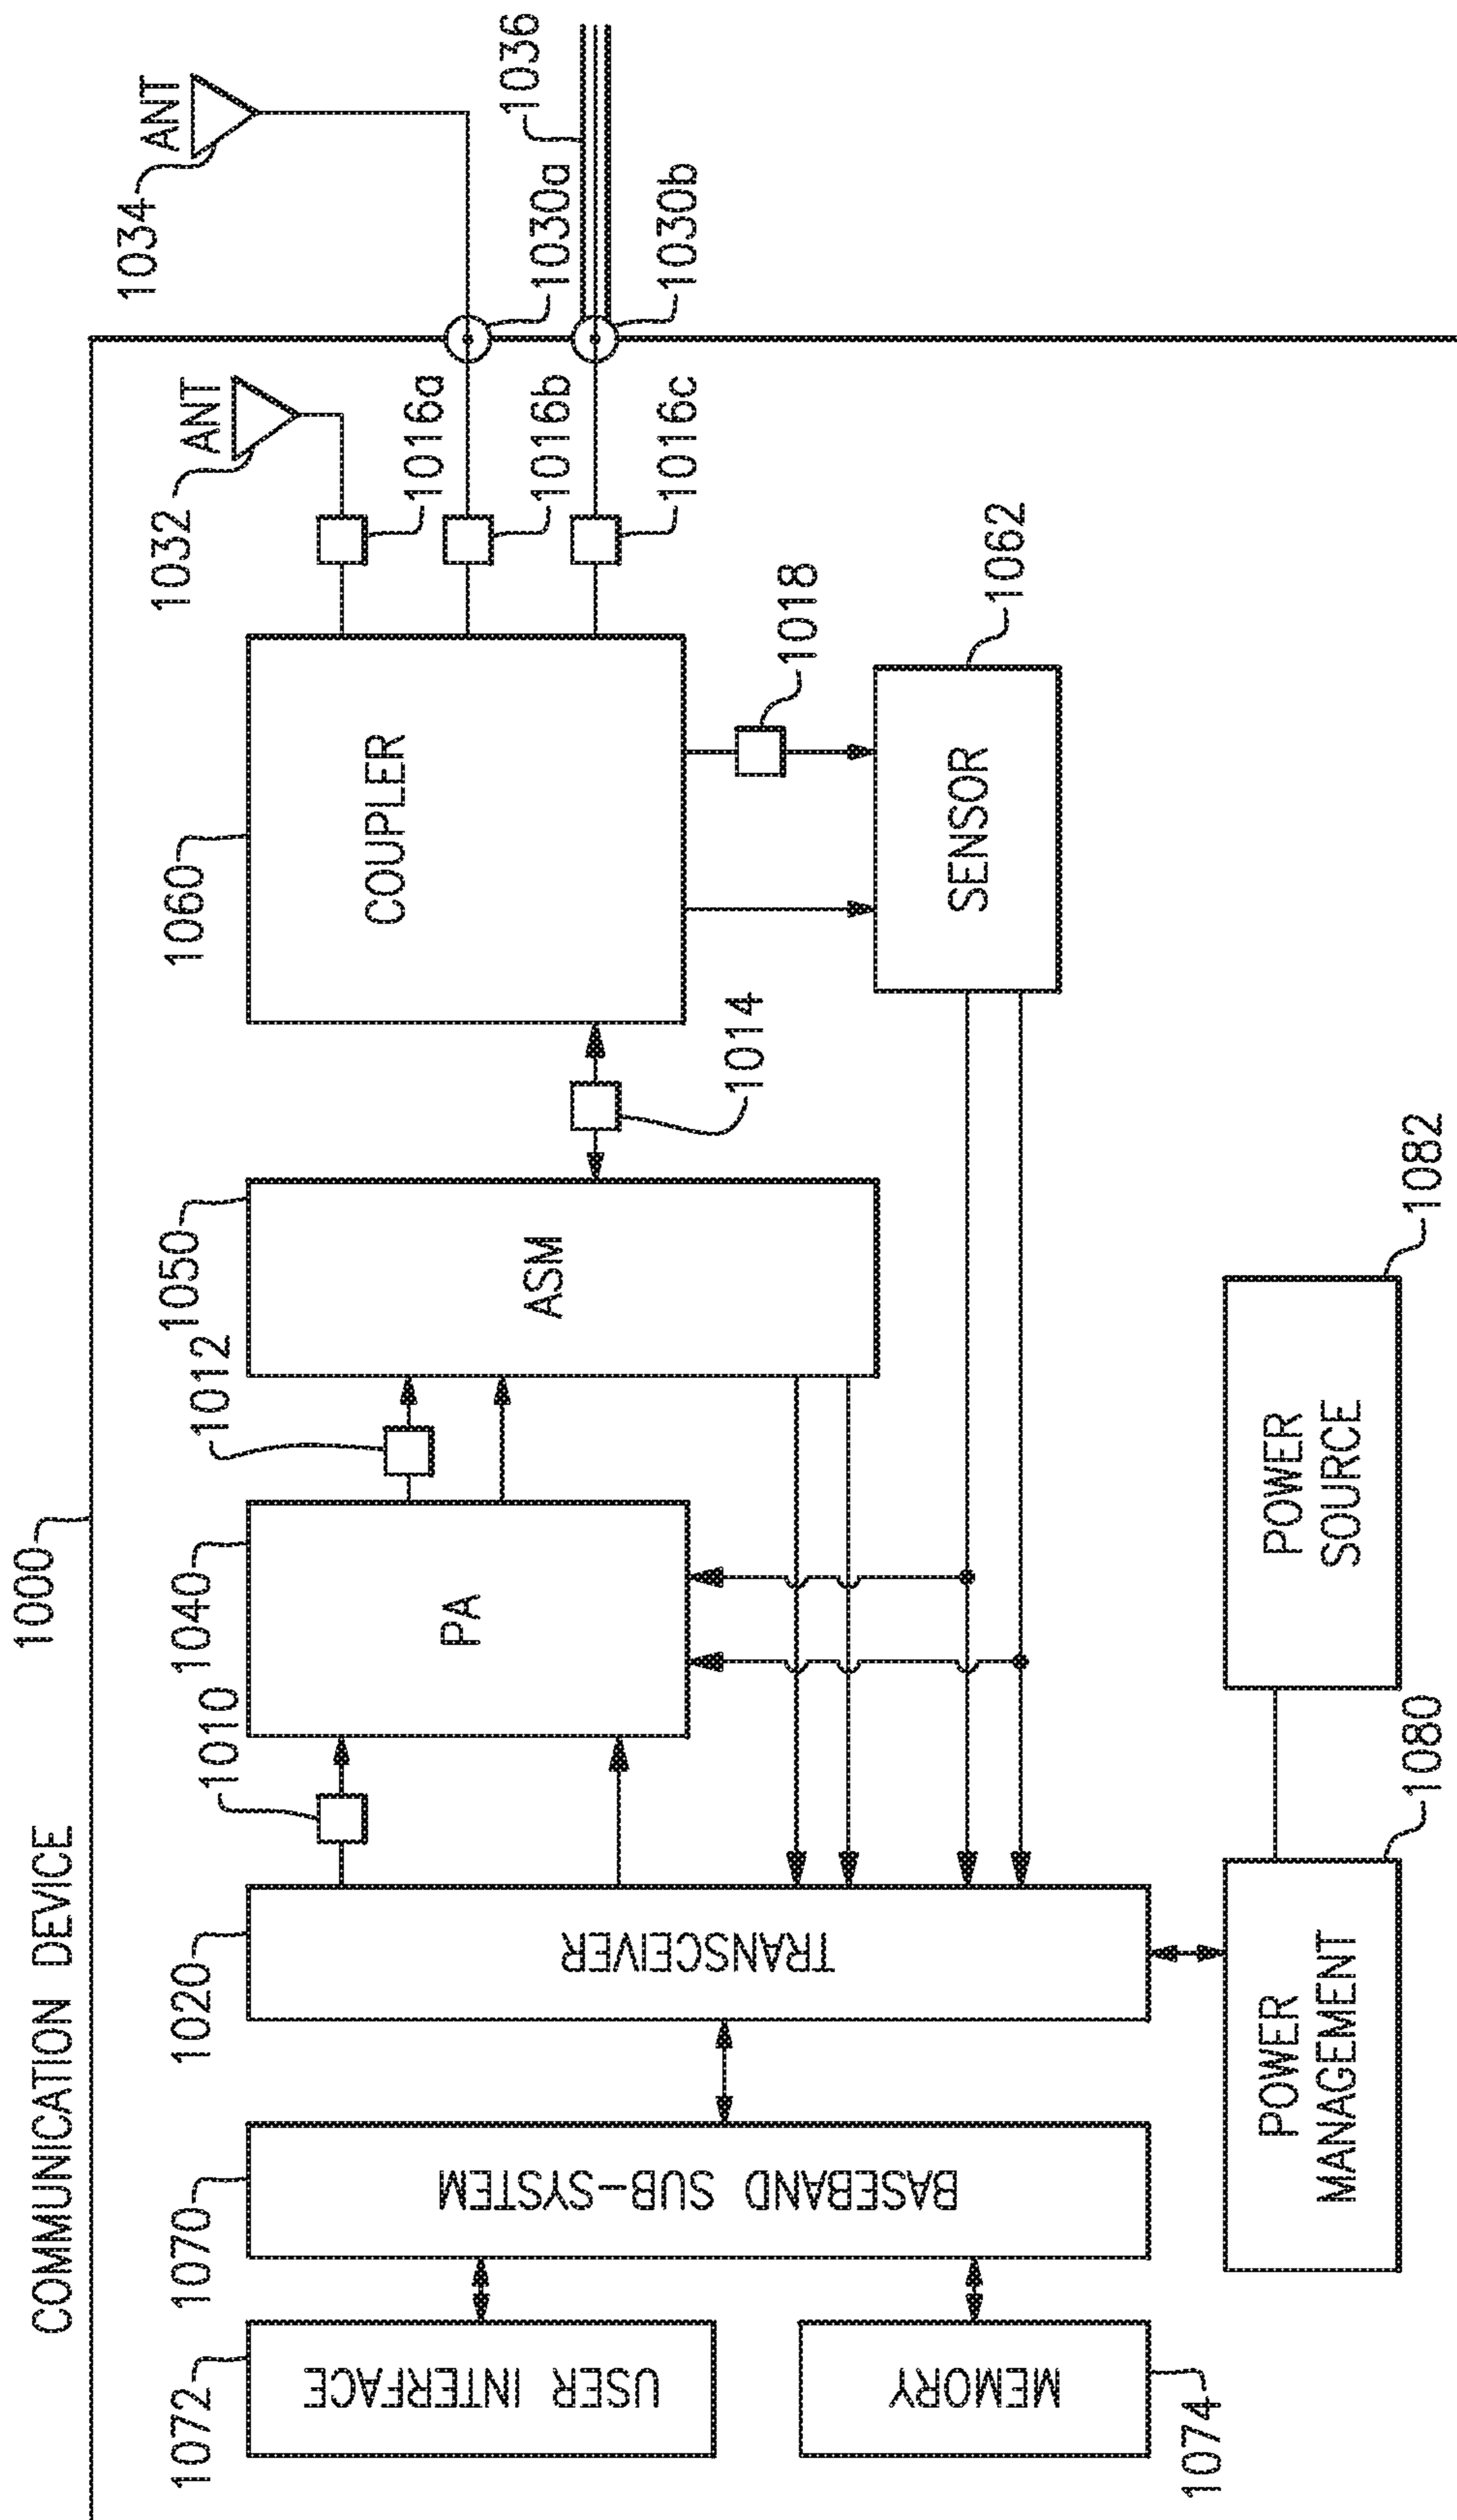 COMMUNICATION DEVICE
1000
1072
USER INTERFACE
MEMORY
1074
1070
BASEBAND SUB-SYSTEM
1020
TRANSCEIVER
1010
1040
PA
1012
1050
ASM
1014
1060
COUPLER
1018
SENSOR
1062
1032
ANT
1034
ANT
1016a
1016b
1016c
1030a
1030b
1036
POWER
MANAGEMENT
1080
POWER
SOURCE
1082